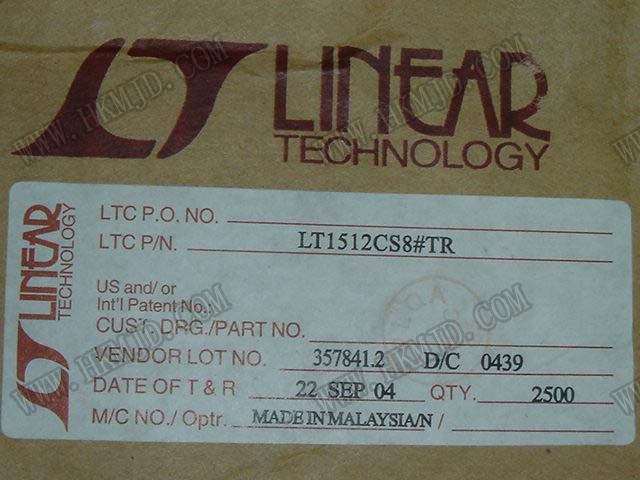 LT LINEAR
TECHNOLOGY
LT LINEAR
TECHNOLOGY
LTC P.O. NO.
LTC P/N. LT1512CS8#TR
US and/ or
Int'l Patent No.:
CUST. DRG./PART NO.
VENDOR LOT NO. 357841.2 D/C 0439
DATE OF T & R 22 SEP 04 QTY. 2500
M/C NO./ Optr. MADE IN MALAYSIA/N /
Q.A
WWW.HKMJD.COM
WWW.HKMJD.COM
WWW.HKMJD.COM
WWW.HKMJD.COM